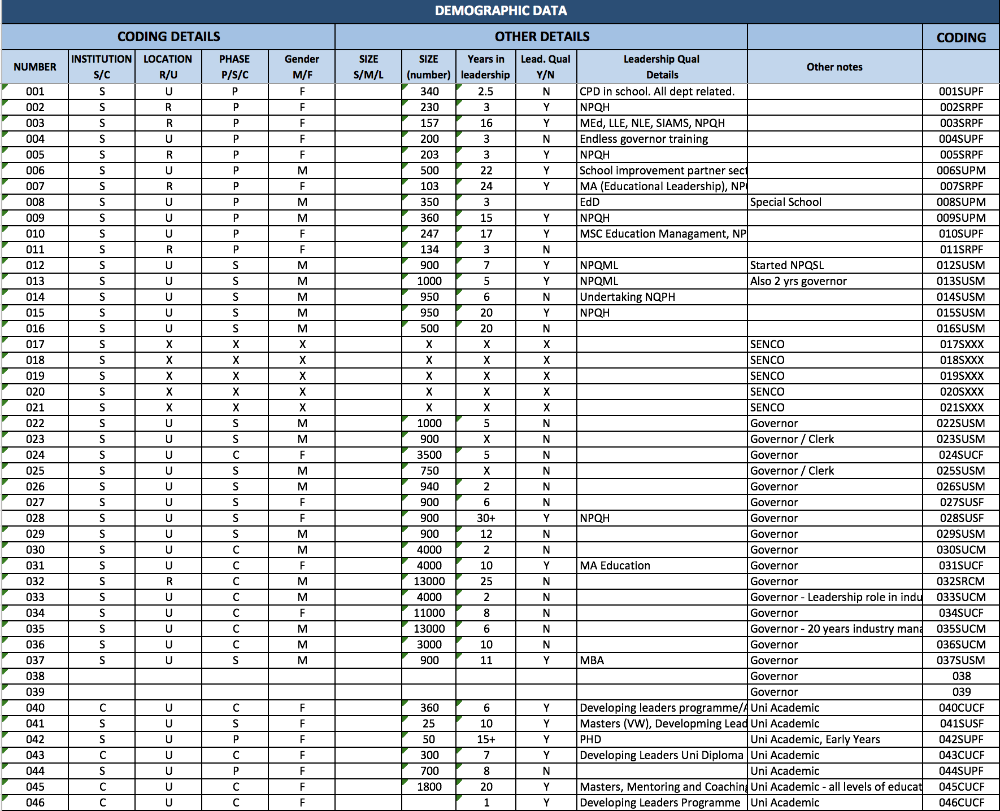 DEMOGRAPHIC DATA
CODING DETAILS OTHER DETAILS CODING
NUMBER INSTITUTION S/C LOCATION R/U PHASE P/S/C Gender M/F SIZE S/M/L SIZE (number) Years in leadership Lead. Qual Y/N Leadership Qual Details Other notes
001 S U P F 340 2.5 N CPD in school. All dept related. 001SUPF
002 S R P F 230 3 Y NPQH 002SRPF
003 S R P F 157 16 Y MEd, LLE, NLE, SIAMS, NPQH 003SRPF
004 S U P F 200 3 N Endless governor training 004SUPF
005 S R P F 203 3 Y NPQH 005SRPF
006 S U P M 500 22 Y School improvement partner sect 006SUPM
007 S R P F 103 24 Y MA (Educational Leadership), NP 007SRPF
008 S U P M 350 3 EdD Special School 008SUPM
009 S U P M 360 15 Y NPQH 009SUPM
010 S U P F 247 17 Y MSC Education Managament, NP 010SUPF
011 S R P F 134 3 N 011SRPF
012 S U S M 900 7 Y NPQML Started NPQSL 012SUSM
013 S U S M 1000 5 Y NPQML Also 2 yrs governor 013SUSM
014 S U S M 950 6 N Undertaking NQPH 014SUSM
015 S U S M 950 20 Y NPQH 015SUSM
016 S U S M 500 20 N 016SUSM
017 S X X X X X X SENCO 017SXXX
018 S X X X X X X SENCO 018SXXX
019 S X X X X X X SENCO 019SXXX
020 S X X X X X X SENCO 020SXXX
021 S X X X X X X SENCO 021SXXX
022 S U S M 1000 5 N Governor 022SUSM
023 S U S M 900 X N Governor / Clerk 023SUSM
024 S U C F 3500 5 N Governor 024SUCF
025 S U S M 750 X N Governor / Clerk 025SUSM
026 S U S M 940 2 N Governor 026SUSM
027 S U S F 900 6 N Governor 027SUSF
028 S U S F 900 30+ Y NPQH Governor 028SUSF
029 S U S M 900 12 N Governor 029SUSM
030 S U C M 4000 2 N Governor 030SUCM
031 S U C F 4000 10 Y MA Education Governor 031SUCF
032 S R C M 13000 25 N Governor 032SRCM
033 S U C M 4000 2 N Governor - Leadership role in indu 033SUCM
034 S U C F 11000 8 N Governor 034SUCF
035 S U C M 13000 6 N Governor - 20 years industry mana 035SUCM
036 S U C M 3000 10 N Governor 036SUCM
037 S U S M 900 11 Y MBA Governor 037SUSM
038 Governor 038
039 Governor 039
040 C U C F 360 6 Y Developing leaders programme/A Uni Academic 040CUCF
041 S U S F 25 10 Y Masters (VW), Developming Lead Uni Academic 041SUSF
042 S U P F 50 15+ Y PHD Uni Academic, Early Years 042SUPF
043 C U C F 300 7 Y Developing Leaders Uni Diploma Uni Academic 043CUCF
044 S U P F 700 8 N Uni Academic 044SUPF
045 C U C F 1800 20 Y Masters, Mentoring and Coaching Uni Academic - all levels of educat 045CUCF
046 C U C F 1 Y Developing Leaders Programme Uni Academic 046CUCF